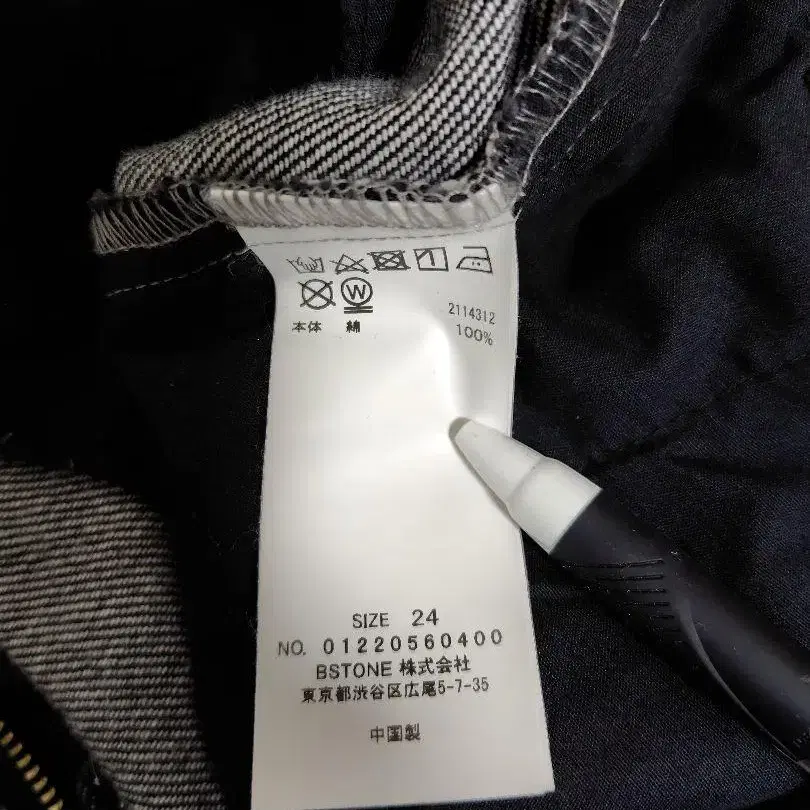 W
2114312
本体 綿 100%
SIZE 24
NO. 01220560400
BSTONE 株式会社
東京都渋谷区広尾5-7-35
中国製